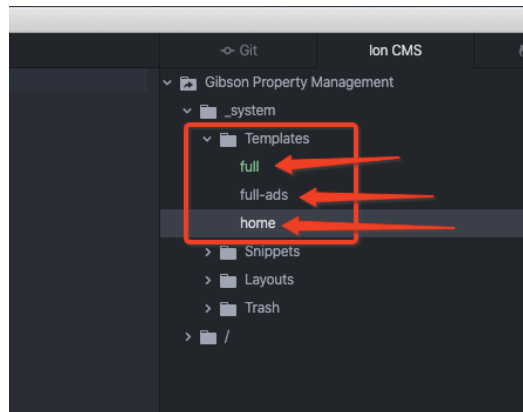 Git Ion CMS
Gibson Property Management
_system
Templates
full
full-ads
home
Snippets
Layouts
Trash
/